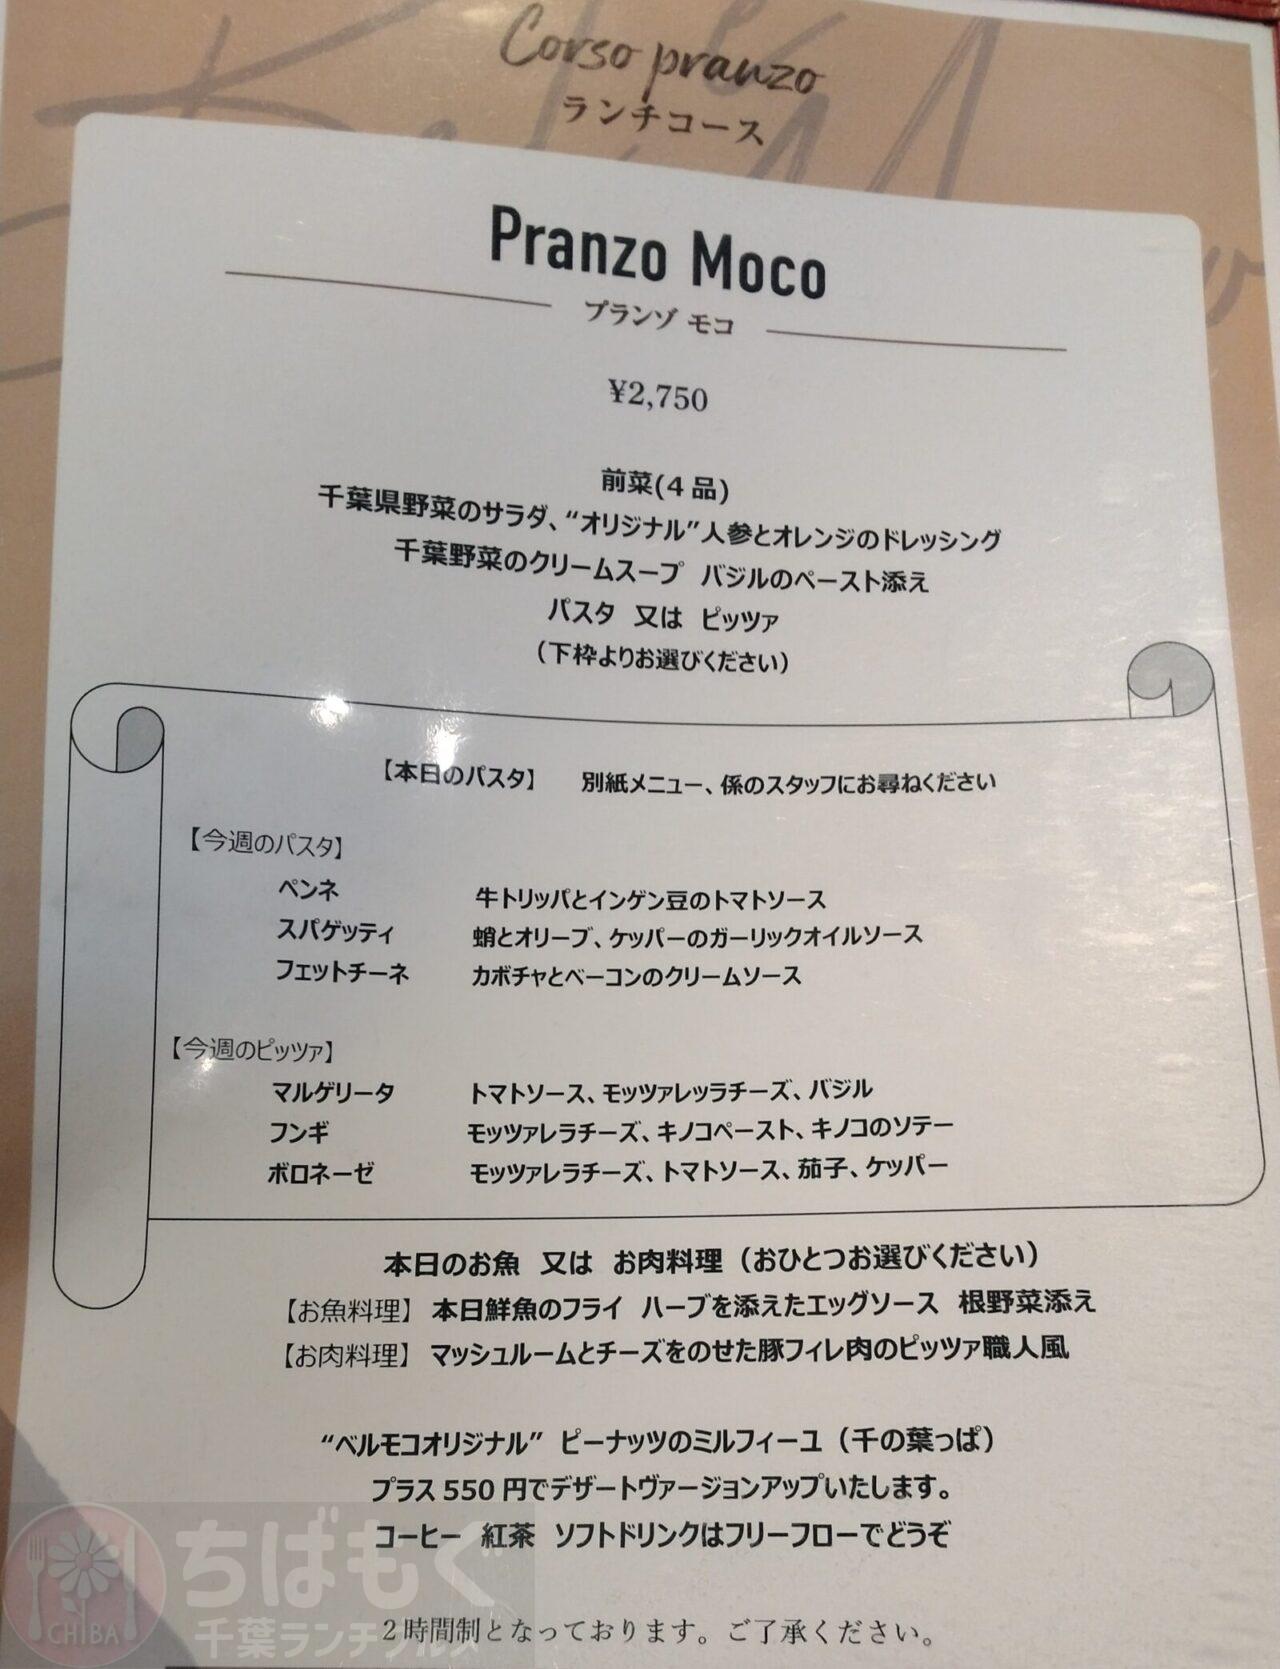 Corso pranzo
ランチコース
Pranzo Moco
プランゾ モコ
¥2,750
前菜(4 品)
千葉県野菜のサラダ、“オリジナル”人参とオレンジのドレッシング
千葉野菜のクリームスープ バジルのペースト添え
パスタ 又は ピッツァ
(下枠よりお選びください)
【本日のパスタ】 別紙メニュー、係のスタッフにお尋ねください
【今週のパスタ】
ペンネ 牛トリッパとインゲン豆のトマトソース
スパゲッティ 蛸とオリーブ、ケッパーのガーリックオイルソース
フェットチーネ カボチャとベーコンのクリームソース
【今週のピッツァ】
マルゲリータ トマトソース、モッツァレッラチーズ、バジル
フンギ モッツァレラチーズ、キノコペースト、キノコのソテー
ボロネーゼ モッツァレラチーズ、トマトソース、茄子、ケッパー
本日のお魚 又は お肉料理（おひとつお選びください）
【お魚料理】 本日鮮魚のフライ ハーブを添えたエッグソース 根野菜添え
【お肉料理】 マッシュルームとチーズをのせた豚フィレ肉のピッツァ職人風
“ベルモコオリジナル” ピーナッツのミルフィーユ（千の葉っぱ）
プラス 550 円でデザートヴァージョンアップいたします。
コーヒー 紅茶 ソフトドリンクはフリーフローでどうぞ
２時間制となっております。ご了承ください。
ちばもぐ
千葉ランチグルメ
CHIBA